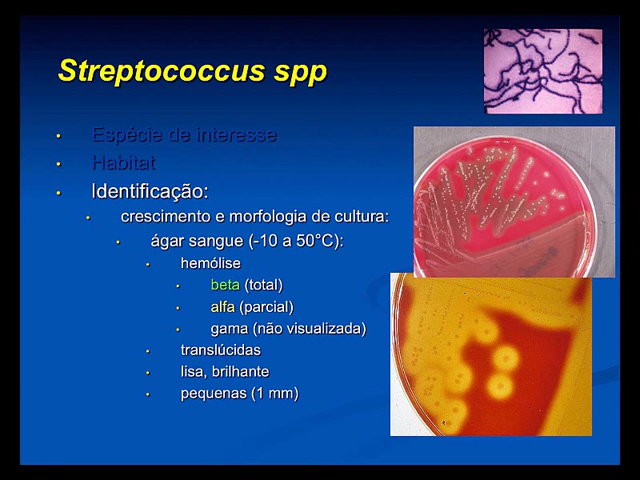 Streptococcus spp
• Espécie de interesse
• Habitat
• Identificação:
• crescimento e morfologia de cultura:
• ágar sangue (-10 a 50°C):
• hemólise
• beta (total)
• alfa (parcial)
• gama (não visualizada)
• translúcidas
• lisa, brilhante
• pequenas (1 mm)